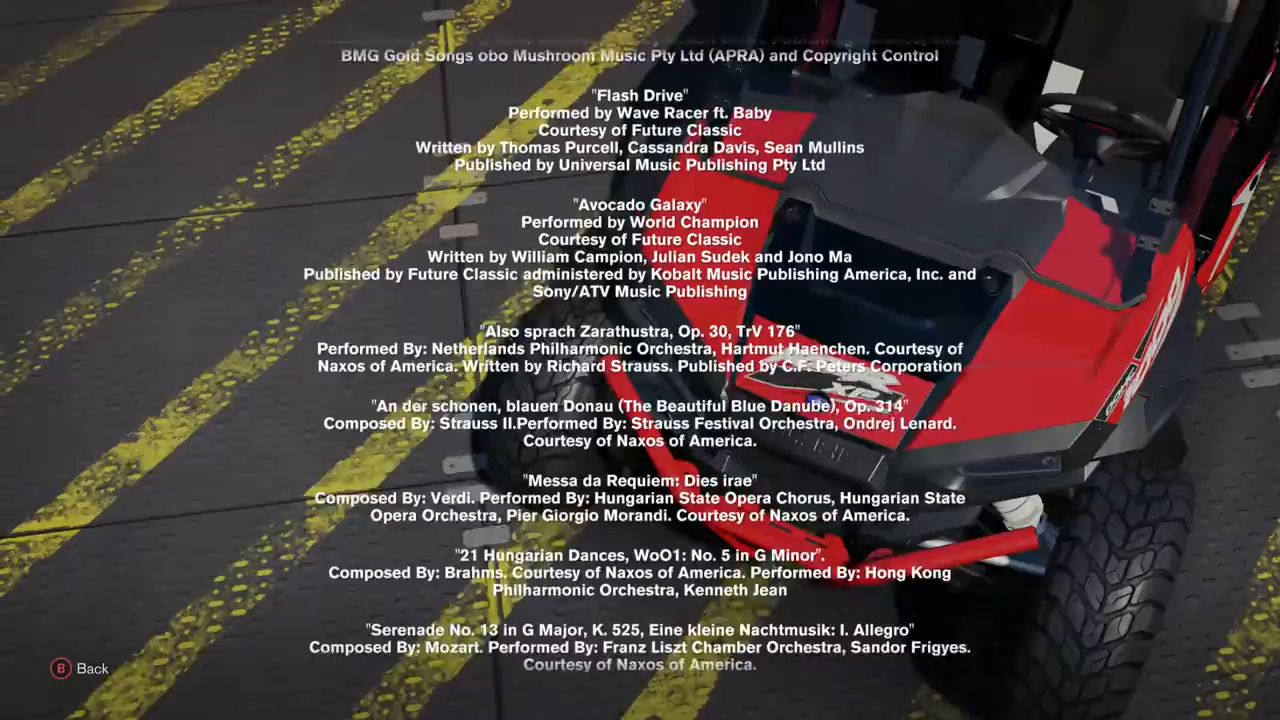 BMG Gold Songs obo Mushroom Music Pty Ltd (APRA) and Copyright Control
"Flash Drive"
Performed by Wave Racer ft. Baby
Courtesy of Future Classic
Written by Thomas Purcell, Cassandra Davis, Sean Mullins
Published by Universal Music Publishing Pty Ltd
"Avocado Galaxy"
Performed by World Champion
Courtesy of Future Classic
Written by William Campion, Julian Sudek and Jono Ma
Published by Future Classic administered by Kobalt Music Publishing America, Inc. and
Sony/ATV Music Publishing
"Also sprach Zarathustra, Op. 30, TrV 176"
Performed By: Netherlands Philharmonic Orchestra, Hartmut Haenchen. Courtesy of
Naxos of America. Written by Richard Strauss. Published by C.F. Peters Corporation
"An der schonen, blauen Donau (The Beautiful Blue Danube), Op. 314"
Composed By: Strauss II.Performed By: Strauss Festival Orchestra, Ondrej Lenard.
Courtesy of Naxos of America.
"Messa da Requiem: Dies irae"
Composed By: Verdi. Performed By: Hungarian State Opera Chorus, Hungarian State
Opera Orchestra, Pier Giorgio Morandi. Courtesy of Naxos of America.
"21 Hungarian Dances, WoO1: No. 5 in G Minor".
Composed By: Brahms. Courtesy of Naxos of America. Performed By: Hong Kong
Philharmonic Orchestra, Kenneth Jean
"Serenade No. 13 in G Major, K. 525, Eine kleine Nachtmusik: I. Allegro"
Composed By: Mozart. Performed By: Franz Liszt Chamber Orchestra, Sandor Frigyes.
Courtesy of Naxos of America.
B Back